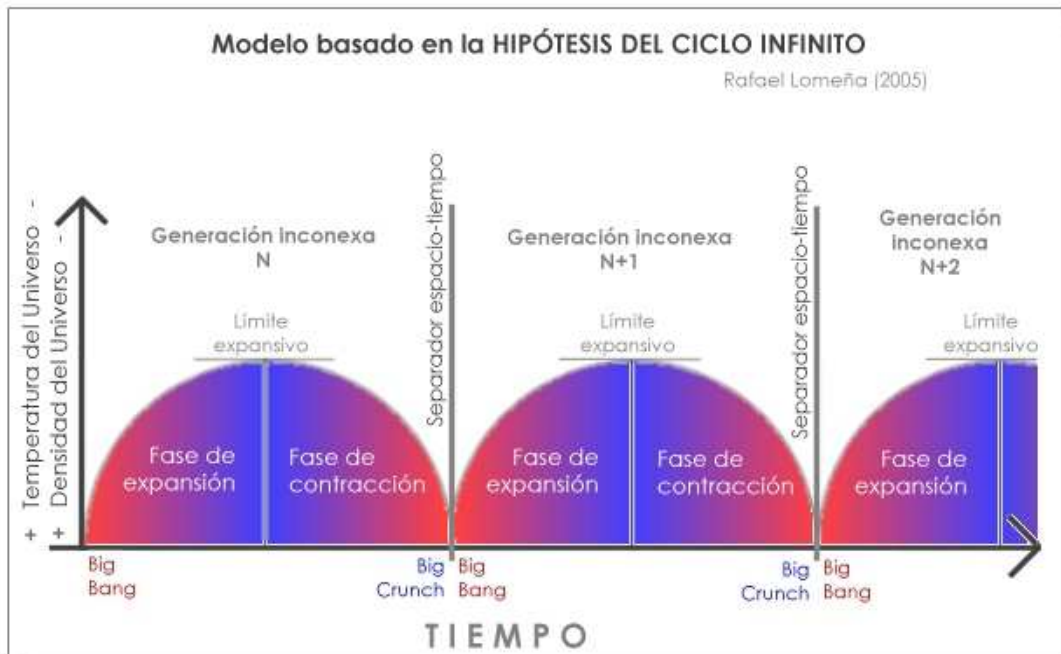 Modelo basado en la HIPÓTESIS DEL CICLO INFINITO
Rafael Lomeña (2005)
+ Temperatura del Universo -
+ Densidad del Universo -
Generación inconexa
N
Límite
expansivo
Fase de
expansión
Fase de
contracción
Separador espacio-tiempo
Generación inconexa
N+1
Límite
expansivo
Fase de
expansión
Fase de
contracción
Separador espacio-tiempo
Generación
inconexa
N+2
Límite
expansivo
Fase de
expansión
Big
Bang
Big
Crunch
Big
Bang
Big
Crunch
Big
Bang
TIEMPO